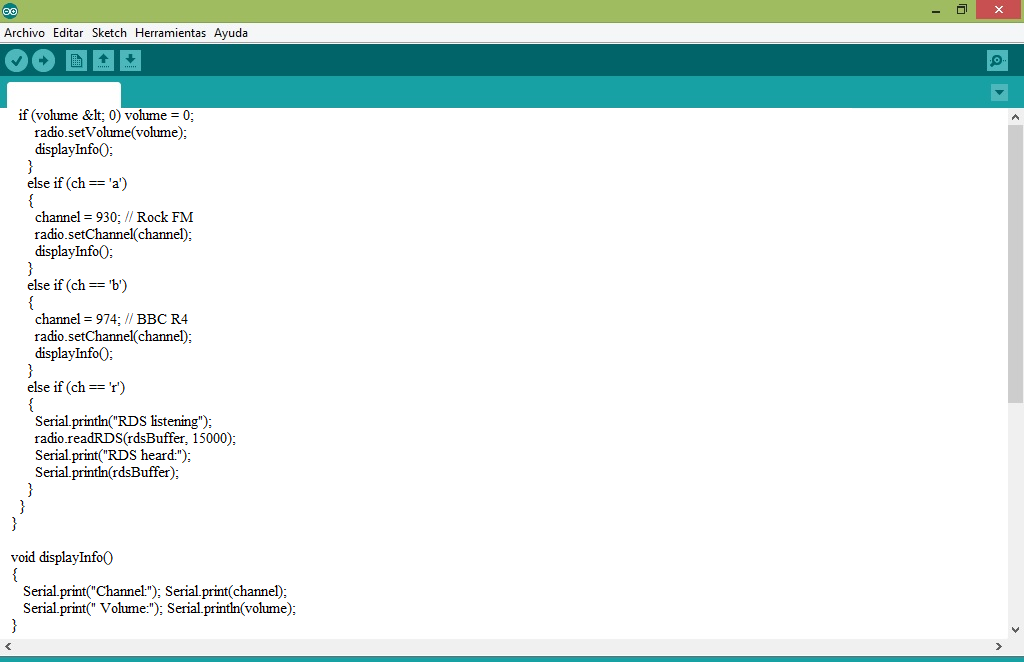 Archivo Editar Sketch Herramientas Ayuda
if (volume &lt; 0) volume = 0;
radio.setVolume(volume);
displayInfo();
}
else if (ch == 'a')
{
channel = 930; // Rock FM
radio.setChannel(channel);
displayInfo();
}
else if (ch == 'b')
{
channel = 974; // BBC R4
radio.setChannel(channel);
displayInfo();
}
else if (ch == 'r')
{
Serial.println("RDS listening");
radio.readRDS(rdsBuffer, 15000);
Serial.print("RDS heard:");
Serial.println(rdsBuffer);
}
}
}
void displayInfo()
{
Serial.print("Channel:"); Serial.print(channel);
Serial.print(" Volume:"); Serial.println(volume);
}